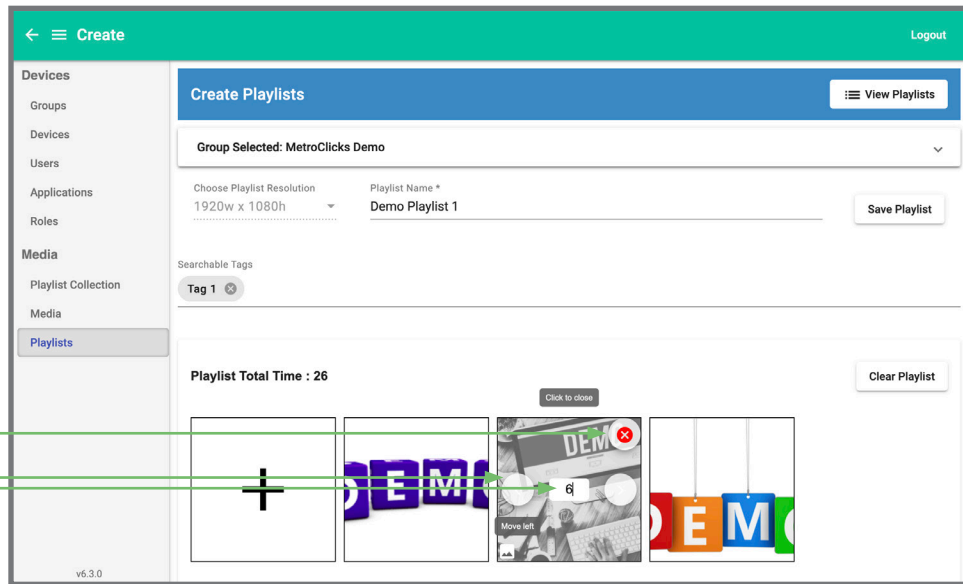 Create
Logout
Devices
Groups
Devices
Users
Applications
Roles
Media
Playlist Collection
Media
Playlists
v6.3.0
Create Playlists
View Playlists
Group Selected: MetroClicks Demo
Choose Playlist Resolution
1920w x 1080h
Playlist Name *
Demo Playlist 1
Save Playlist
Searchable Tags
Tag 1
Playlist Total Time : 26
Clear Playlist
Click to close
DEMO
DEM
6
Move left
DEMO